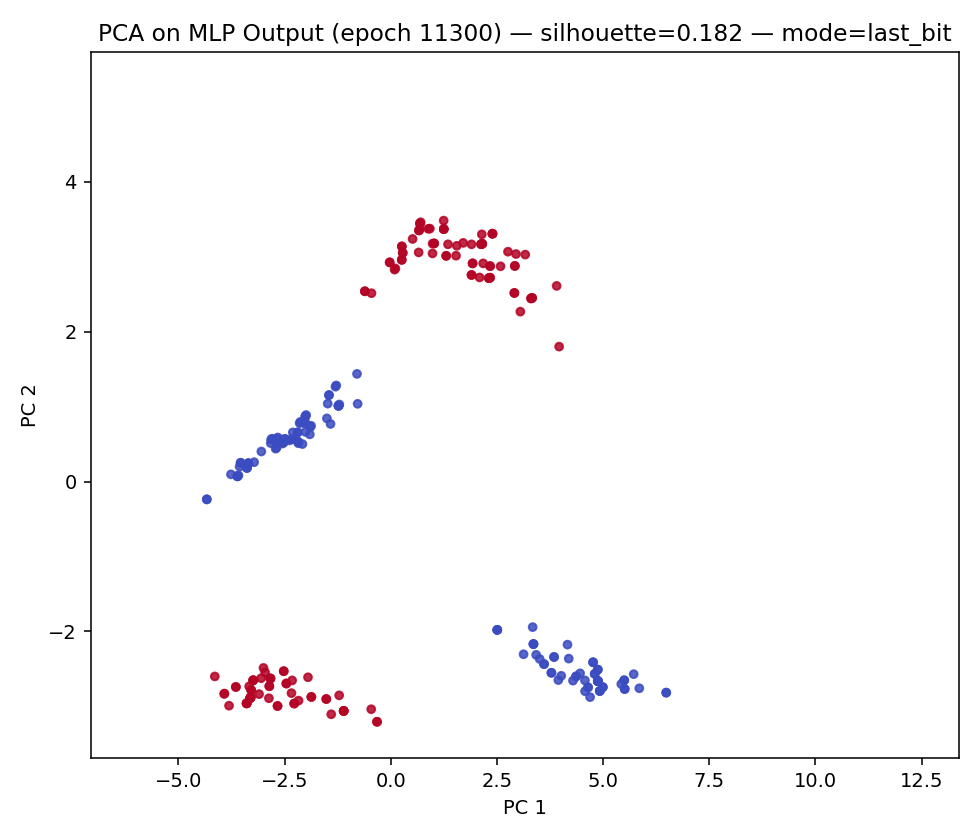 PCA on MLP Output (epoch 11300) — silhouette=0.182 — mode=last_bit
4
2
0
−2
PC 2
−5.0 −2.5 0.0 2.5 5.0 7.5 10.0 12.5
PC 1